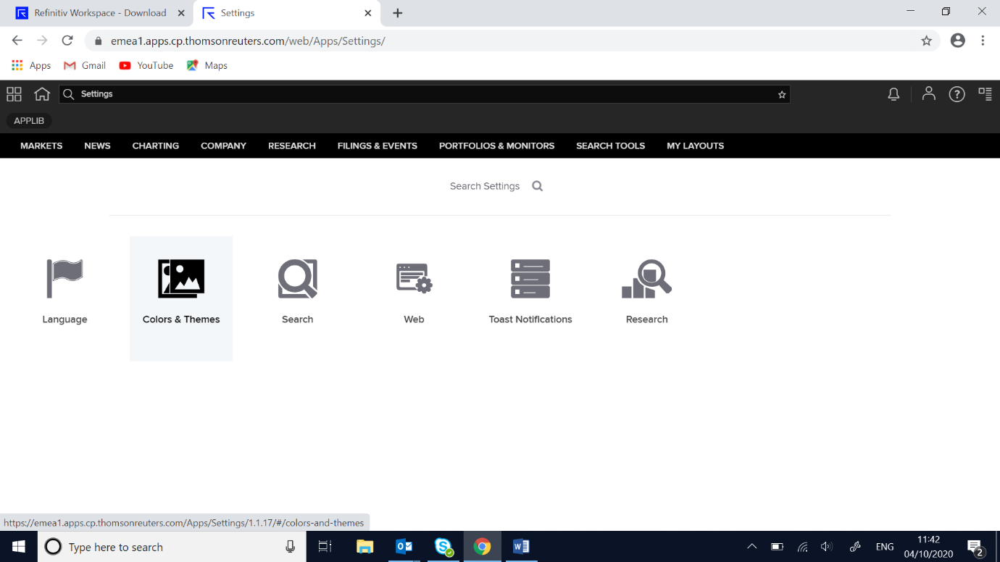 Refinitiv Workspace - Download
Settings
emea1.apps.cp.thomsonreuters.com/web/Apps/Settings/
Apps Gmail YouTube Maps
Settings
?
APPLIB
MARKETS NEWS CHARTING COMPANY RESEARCH FILINGS & EVENTS PORTFOLIOS & MONITORS SEARCH TOOLS MY LAYOUTS
Search Settings
Language Colors & Themes Search Web Toast Notifications Research
https://emea1.apps.cp.thomsonreuters.com/Apps/Settings/1.1.17/#/colors-and-themes
Type here to search
ENG
11:42
04/10/2020
2